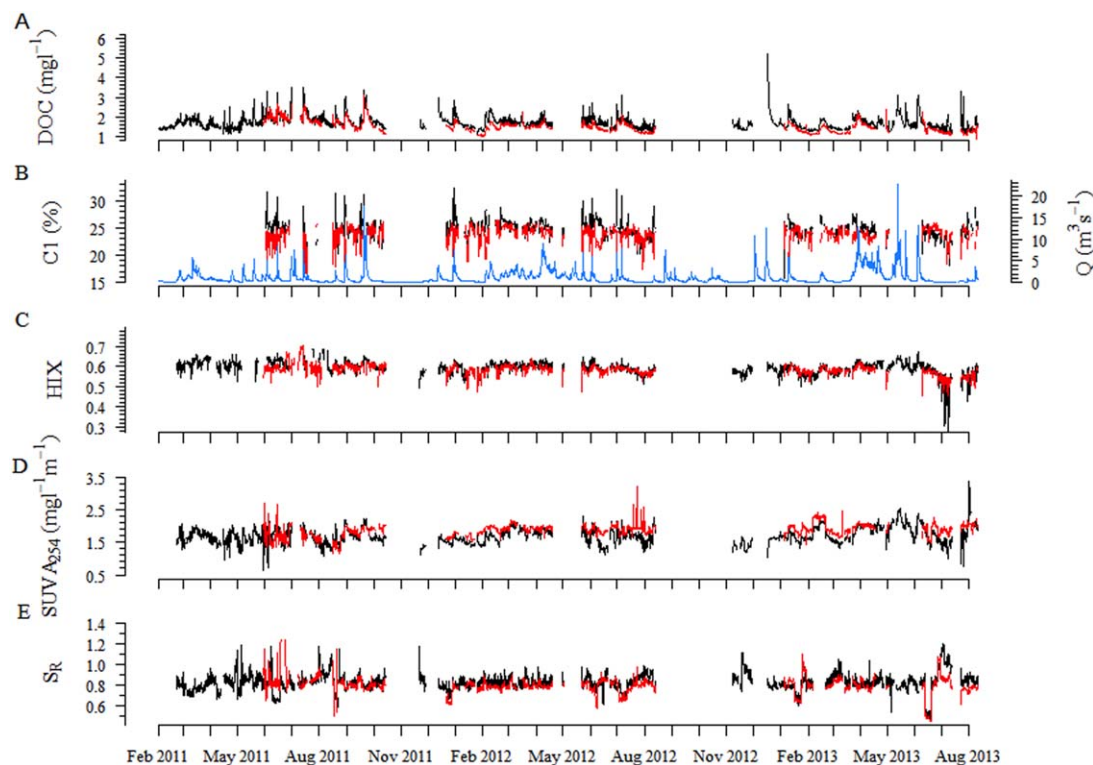 A
DOC (mgl⁻¹)
6
5
4
3
2
1
B
C1 (%)
30
25
20
15
20
15
10
5
0
Q (m³s⁻¹)
C
HIX
0.7
0.6
0.5
0.4
0.3
D
SUVA₂₅₄ (mgl⁻¹m⁻¹)
3.5
2.5
1.5
0.5
E
S_R
1.4
1.2
1.0
0.8
0.6
Feb 2011 May 2011 Aug 2011 Nov 2011 Feb 2012 May 2012 Aug 2012 Nov 2012 Feb 2013 May 2013 Aug 2013